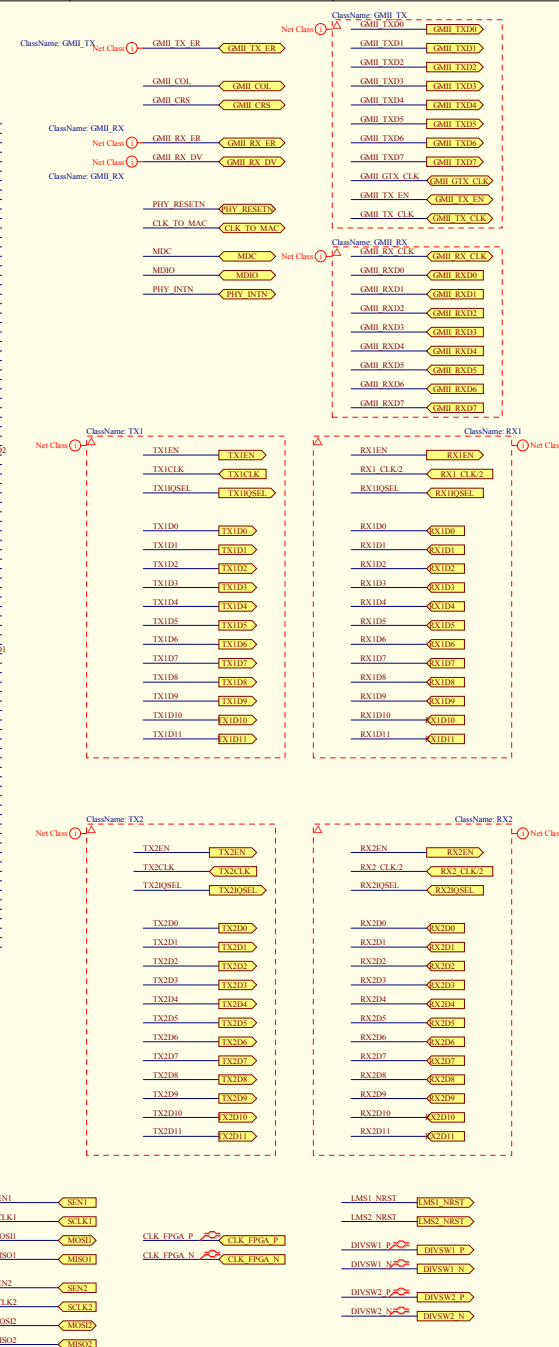 ClassName: GMII_TX
Net Class
GMII_TX_ER
GMII_TX_ER
GMII_COL
GMII_COL
GMII_CRS
GMII_CRS
ClassName: GMII_RX
Net Class
GMII_RX_ER
GMII_RX_ER
Net Class
GMII_RX_DV
GMII_RX_DV
ClassName: GMII_RX
PHY_RESETN
PHY_RESETN
CLK_TO_MAC
CLK_TO_MAC
MDC
MDC
MDIO
MDIO
PHY_INTN
PHY_INTN
ClassName: GMII_TX
Net Class
GMII_TXD0
GMII_TXD0
GMII_TXD1
GMII_TXD1
GMII_TXD2
GMII_TXD2
GMII_TXD3
GMII_TXD3
GMII_TXD4
GMII_TXD4
GMII_TXD5
GMII_TXD5
GMII_TXD6
GMII_TXD6
GMII_TXD7
GMII_TXD7
GMII_GTX_CLK
GMII_GTX_CLK
GMII_TX_EN
GMII_TX_EN
GMII_TX_CLK
GMII_TX_CLK
ClassName: GMII_RX
Net Class
GMII_RX_CLK
GMII_RX_CLK
GMII_RXD0
GMII_RXD0
GMII_RXD1
GMII_RXD1
GMII_RXD2
GMII_RXD2
GMII_RXD3
GMII_RXD3
GMII_RXD4
GMII_RXD4
GMII_RXD5
GMII_RXD5
GMII_RXD6
GMII_RXD6
GMII_RXD7
GMII_RXD7
ClassName: TX1
Net Class
TX1EN
TX1EN
TX1CLK
TX1CLK
TX1IQSEL
TX1IQSEL
TX1D0
TX1D0
TX1D1
TX1D1
TX1D2
TX1D2
TX1D3
TX1D3
TX1D4
TX1D4
TX1D5
TX1D5
TX1D6
TX1D6
TX1D7
TX1D7
TX1D8
TX1D8
TX1D9
TX1D9
TX1D10
TX1D10
TX1D11
TX1D11
ClassName: RX1
Net Clas
RX1EN
RX1EN
RX1_CLK/2
RX1_CLK/2
RX1IQSEL
RX1IQSEL
RX1D0
RX1D0
RX1D1
RX1D1
RX1D2
RX1D2
RX1D3
RX1D3
RX1D4
RX1D4
RX1D5
RX1D5
RX1D6
RX1D6
RX1D7
RX1D7
RX1D8
RX1D8
RX1D9
RX1D9
RX1D10
RX1D10
RX1D11
RX1D11
ClassName: TX2
Net Class
TX2EN
TX2EN
TX2CLK
TX2CLK
TX2IQSEL
TX2IQSEL
TX2D0
TX2D0
TX2D1
TX2D1
TX2D2
TX2D2
TX2D3
TX2D3
TX2D4
TX2D4
TX2D5
TX2D5
TX2D6
TX2D6
TX2D7
TX2D7
TX2D8
TX2D8
TX2D9
TX2D9
TX2D10
TX2D10
TX2D11
TX2D11
ClassName: RX2
Net Clas
RX2EN
RX2EN
RX2_CLK/2
RX2_CLK/2
RX2IQSEL
RX2IQSEL
RX2D0
RX2D0
RX2D1
RX2D1
RX2D2
RX2D2
RX2D3
RX2D3
RX2D4
RX2D4
RX2D5
RX2D5
RX2D6
RX2D6
RX2D7
RX2D7
RX2D8
RX2D8
RX2D9
RX2D9
RX2D10
RX2D10
RX2D11
RX2D11
EN1
SEN1
CLK1
SCLK1
OSI1
MOSI1
ISO1
MISO1
EN2
SEN2
CLK2
SCLK2
OSI2
MOSI2
ISO2
MISO2
CLK_FPGA_P
CLK_FPGA_P
CLK_FPGA_N
CLK_FPGA_N
LMS1_NRST
LMS1_NRST
LMS2_NRST
LMS2_NRST
DIVSW1_P
DIVSW1_P
DIVSW1_N
DIVSW1_N
DIVSW2_P
DIVSW2_P
DIVSW2_N
DIVSW2_N